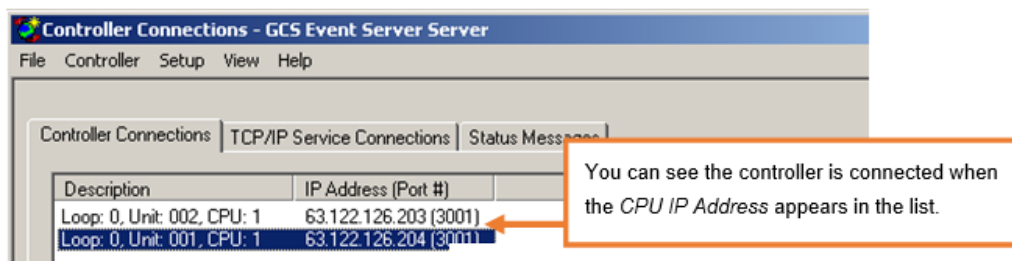 Controller Connections - GCS Event Server Server
File Controller Setup View Help
Controller Connections TCP/IP Service Connections Status Messages
Description IP Address (Port #)
Loop: 0, Unit: 002, CPU: 1 63.122.126.203 (3001)
Loop: 0, Unit: 001, CPU: 1 63.122.126.204 (3001)
You can see the controller is connected when
the CPU IP Address appears in the list.